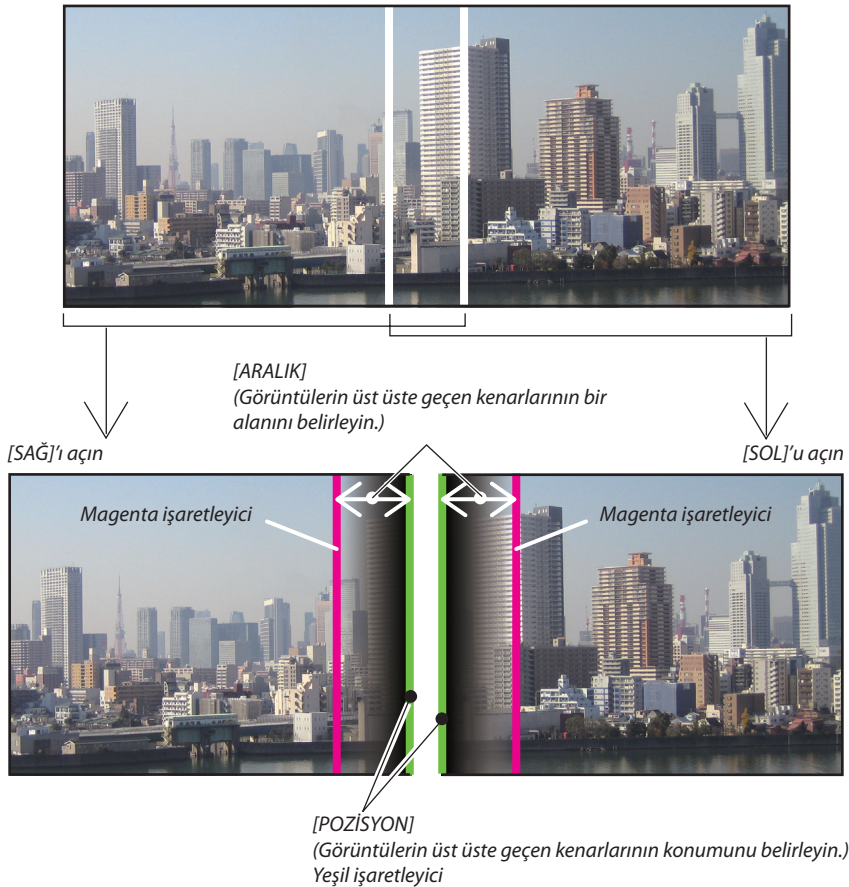 [ARALIK]
(Görüntülerin üst üste geçen kenarlarının bir
alanını belirleyin.)
[SAĞ]'ı açın
[SOL]'u açın
Magenta işaretleyici
Magenta işaretleyici
[POZİSYON]
(Görüntülerin üst üste geçen kenarlarının konumunu belirleyin.)
Yeşil işaretleyici